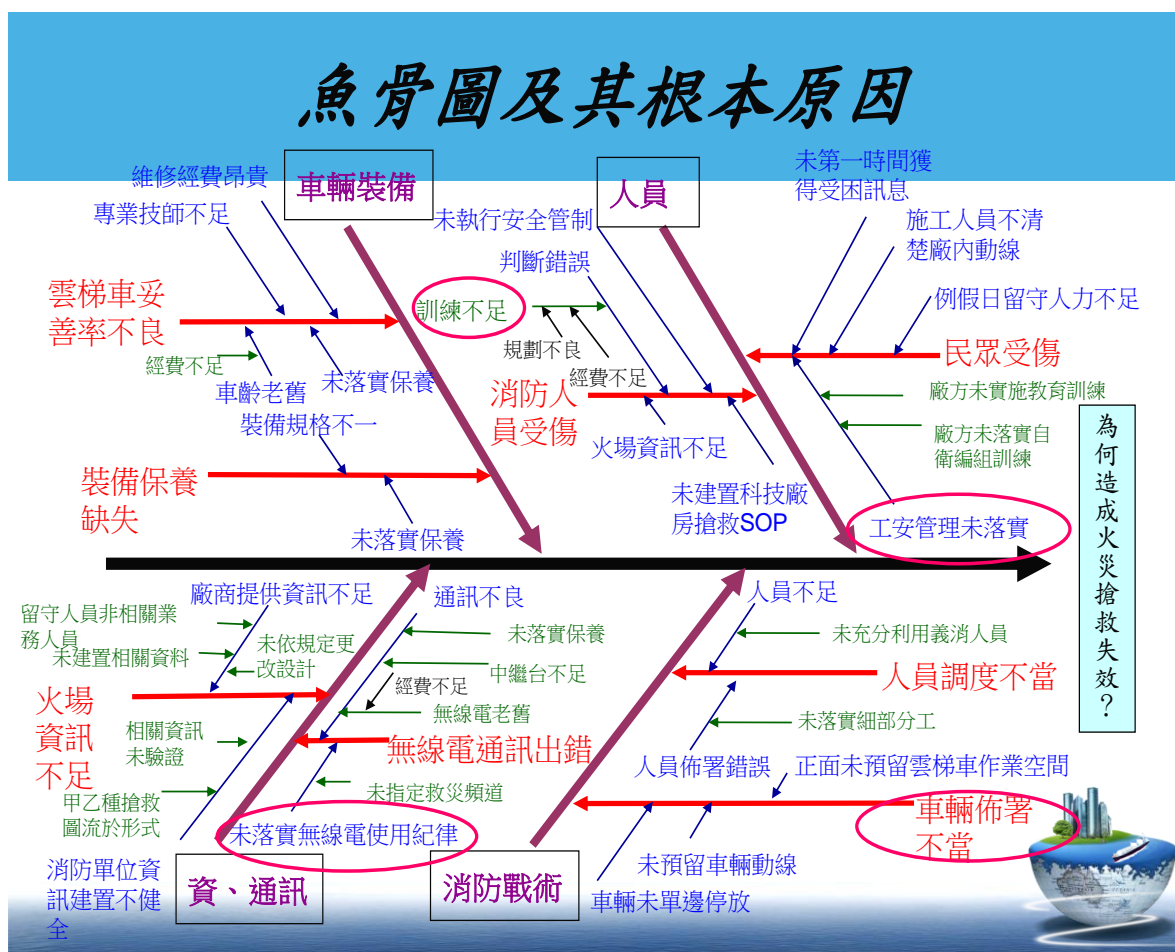 魚骨圖及其根本原因
車輛裝備
維修經費昂貴
專業技師不足
雲梯車妥
善率不良
經費不足
車齡老舊
未落實保養
裝備規格不一
裝備保養
缺失
未落實保養
人員
未執行安全管制
判斷錯誤
訓練不足
規劃不良
經費不足
消防人
員受傷
火場資訊不足
未建置科技廠
房搶救SOP
未第一時間獲
得受困訊息
施工人員不清
楚廠內動線
例假日留守人力不足
民眾受傷
廠方未實施教育訓練
廠方未落實自
衛編組訓練
工安管理未落實
為何造成火災搶救失效？
廠商提供資訊不足
留守人員非相關業
務人員
未建置相關資料
未依規定更
改設計
火場
資訊
不足
相關資訊
未驗證
甲乙種搶救
圖流於形式
消防單位資
訊建置不健
全
資、通訊
通訊不良
未落實保養
中繼台不足
經費不足
無線電老舊
無線電通訊出錯
未指定救災頻道
未落實無線電使用紀律
消防戰術
人員不足
未充分利用義消人員
人員調度不當
未落實細部分工
人員佈署錯誤
正面未預留雲梯車作業空間
車輛佈署
不當
未預留車輛動線
車輛未單邊停放